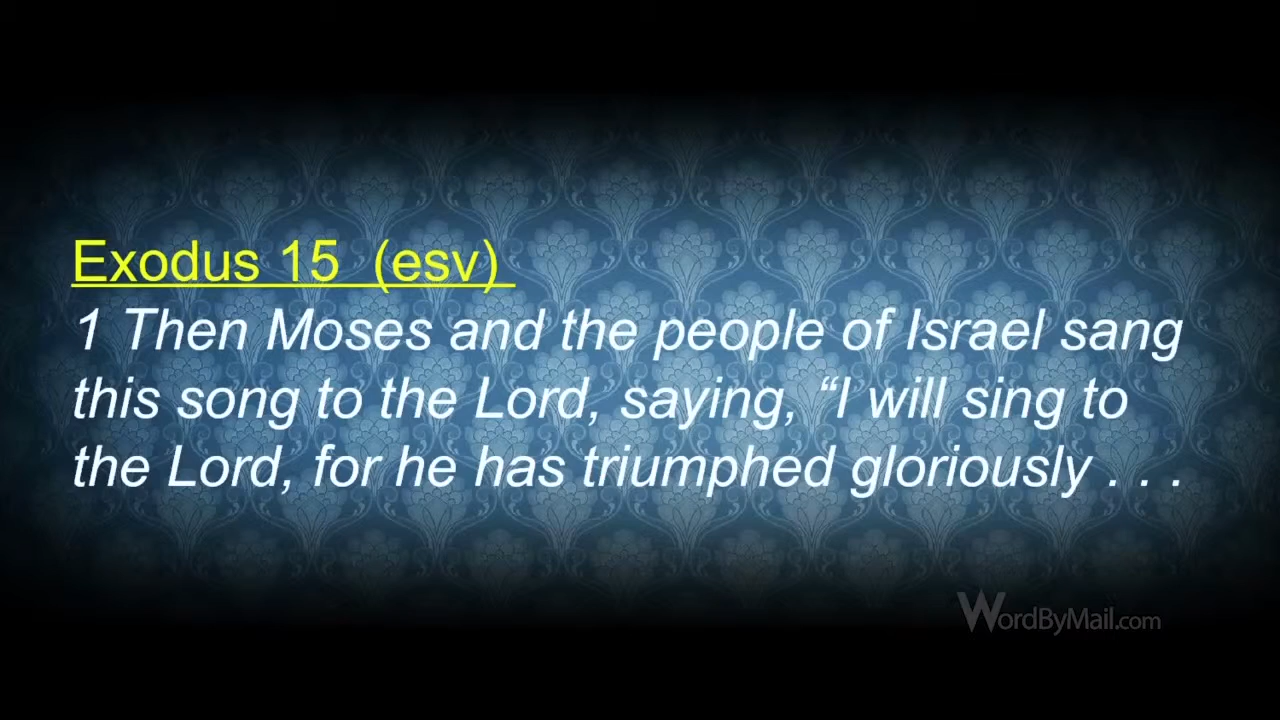 Exodus 15  (esv)
1 Then Moses and the people of Israel sang
this song to the Lord, saying, “I will sing to
the Lord, for he has triumphed gloriously . . .
WordByMail.com